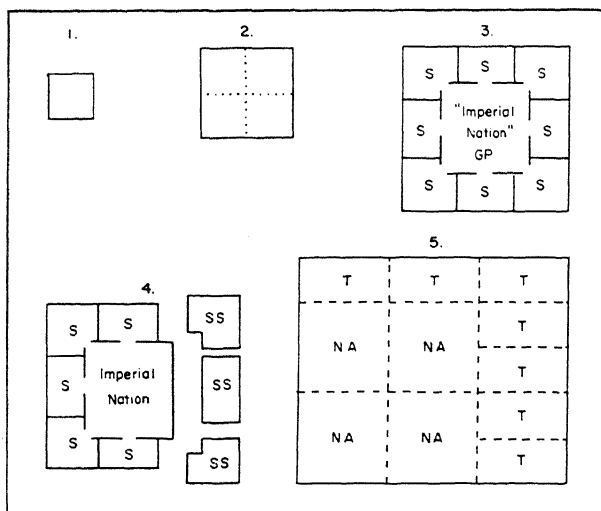 1.
2.
3.
S S S
S "Imperial Nation" GP S
S S S
4.
S S
S Imperial Nation
S S
SS
SS
SS
5.
T T T
NA NA T
T
NA NA T
T